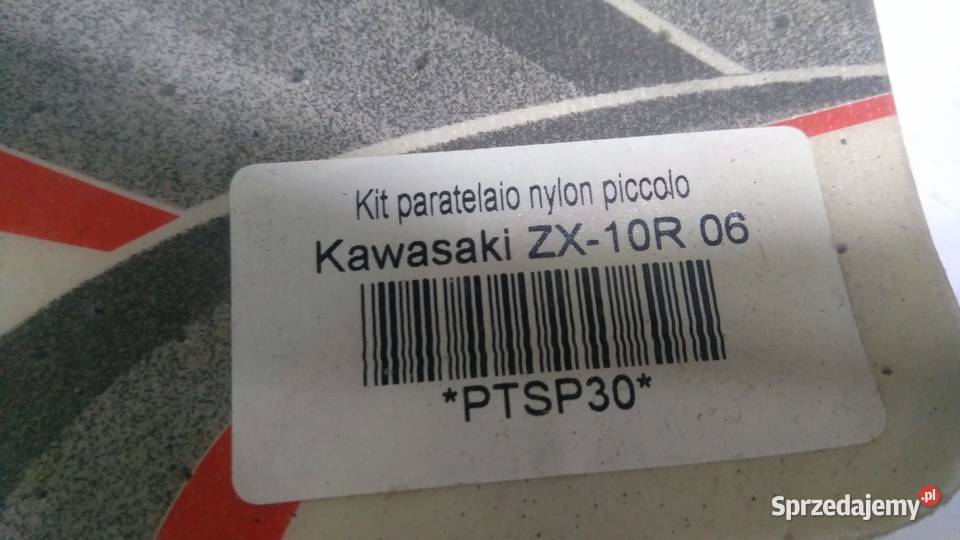 Kit paratelaio nylon piccolo
Kawasaki ZX-10R 06
*PTSP30*
Sprzedajemy.pl